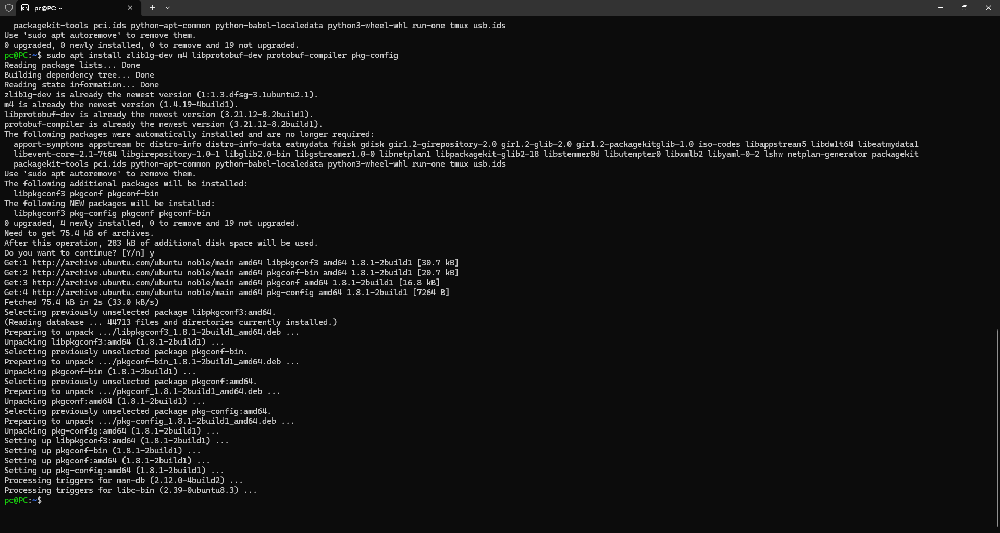 pc@PC: ~
packagekit-tools pci.ids python-apt-common python-babel-localedata python3-wheel-whl run-one tmux usb.ids
Use 'sudo apt autoremove' to remove them.
0 upgraded, 0 newly installed, 0 to remove and 19 not upgraded.
pc@PC:~$ sudo apt install zlib1g-dev m4 libprotobuf-dev protobuf-compiler pkg-config
Reading package lists... Done
Building dependency tree... Done
Reading state information... Done
zlib1g-dev is already the newest version (1:1.3.dfsg-3.1ubuntu2.1).
m4 is already the newest version (1.4.19-4build1).
libprotobuf-dev is already the newest version (3.21.12-8.2build1).
protobuf-compiler is already the newest version (3.21.12-8.2build1).
The following packages were automatically installed and are no longer required:
apport-symptoms appstream bc distro-info distro-info-data eatmydata fdisk gdisk gir1.2-girepository-2.0 gir1.2-glib-2.0 gir1.2-packagekitglib-1.0 iso-codes libappstream5 libdw1t64 libeatmydata1
libevent-core-2.1-7t64 libgirepository-1.0-1 libglib2.0-bin libgstreamer1.0-0 libnetplan1 libpackagekit-glib2-18 libstemmer0d libutempter0 libxmlb2 libyaml-0-2 lshw netplan-generator packagekit
packagekit-tools pci.ids python-apt-common python-babel-localedata python3-wheel-whl run-one tmux usb.ids
Use 'sudo apt autoremove' to remove them.
The following additional packages will be installed:
libpkgconf3 pkgconf pkgconf-bin
The following NEW packages will be installed:
libpkgconf3 pkg-config pkgconf pkgconf-bin
0 upgraded, 4 newly installed, 0 to remove and 19 not upgraded.
Need to get 75.4 kB of archives.
After this operation, 283 kB of additional disk space will be used.
Do you want to continue? [Y/n] y
Get:1 http://archive.ubuntu.com/ubuntu noble/main amd64 libpkgconf3 amd64 1.8.1-2build1 [30.7 kB]
Get:2 http://archive.ubuntu.com/ubuntu noble/main amd64 pkgconf-bin amd64 1.8.1-2build1 [20.7 kB]
Get:3 http://archive.ubuntu.com/ubuntu noble/main amd64 pkgconf amd64 1.8.1-2build1 [16.8 kB]
Get:4 http://archive.ubuntu.com/ubuntu noble/main amd64 pkg-config amd64 1.8.1-2build1 [7264 B]
Fetched 75.4 kB in 2s (33.0 kB/s)
Selecting previously unselected package libpkgconf3:amd64.
(Reading database ... 44713 files and directories currently installed.)
Preparing to unpack .../libpkgconf3_1.8.1-2build1_amd64.deb ...
Unpacking libpkgconf3:amd64 (1.8.1-2build1) ...
Selecting previously unselected package pkgconf-bin.
Preparing to unpack .../pkgconf-bin_1.8.1-2build1_amd64.deb ...
Unpacking pkgconf-bin (1.8.1-2build1) ...
Selecting previously unselected package pkgconf:amd64.
Preparing to unpack .../pkgconf_1.8.1-2build1_amd64.deb ...
Unpacking pkgconf:amd64 (1.8.1-2build1) ...
Selecting previously unselected package pkg-config:amd64.
Preparing to unpack .../pkg-config_1.8.1-2build1_amd64.deb ...
Unpacking pkg-config:amd64 (1.8.1-2build1) ...
Setting up libpkgconf3:amd64 (1.8.1-2build1) ...
Setting up pkgconf-bin (1.8.1-2build1) ...
Setting up pkgconf:amd64 (1.8.1-2build1) ...
Setting up pkg-config:amd64 (1.8.1-2build1) ...
Processing triggers for man-db (2.12.0-4build2) ...
Processing triggers for libc-bin (2.39-0ubuntu8.3) ...
pc@PC:~$